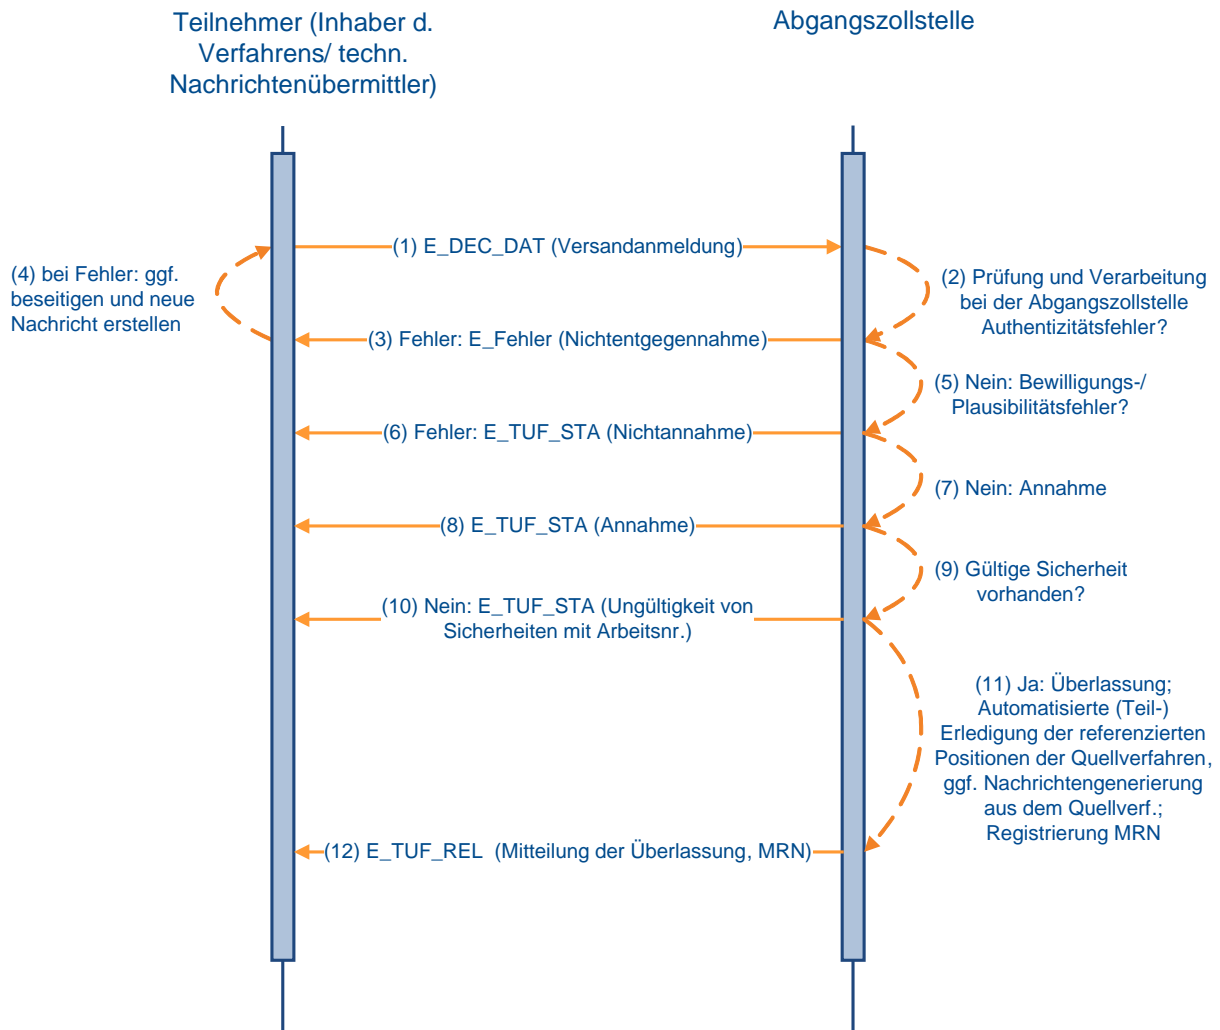 Teilnehmer (Inhaber d.
Verfahrens/ techn.
Nachrichtenübermittler)
Abgangszollstelle
(1) E_DEC_DAT (Versandanmeldung)
(2) Prüfung und Verarbeitung
bei der Abgangszollstelle
Authentizitätsfehler?
(3) Fehler: E_Fehler (Nichtentgegennahme)
(4) bei Fehler: ggf.
beseitigen und neue
Nachricht erstellen
(5) Nein: Bewilligungs-/
Plausibilitätsfehler?
(6) Fehler: E_TUF_STA (Nichtannahme)
(7) Nein: Annahme
(8) E_TUF_STA (Annahme)
(9) Gültige Sicherheit
vorhanden?
(10) Nein: E_TUF_STA (Ungültigkeit von
Sicherheiten mit Arbeitsnr.)
(11) Ja: Überlassung;
Automatisierte (Teil-)
Erledigung der referenzierten
Positionen der Quellverfahren,
ggf. Nachrichtengenerierung
aus dem Quellverf.;
Registrierung MRN
(12) E_TUF_REL (Mitteilung der Überlassung, MRN)